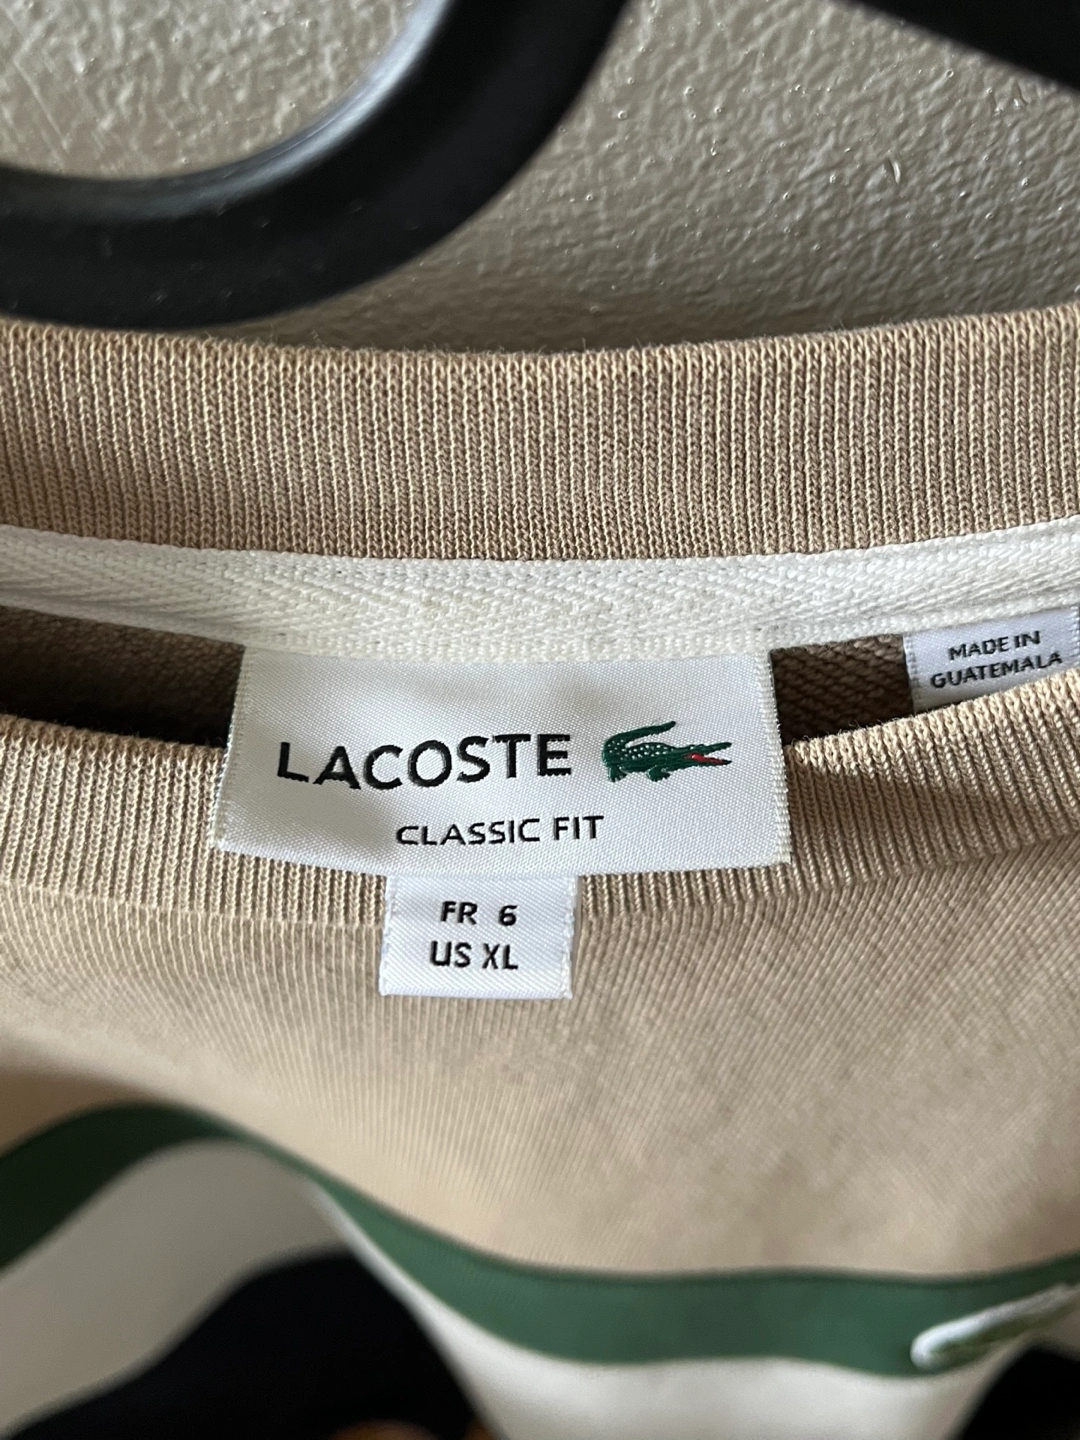 MADE IN
GUATEMALA
LACOSTE
CLASSIC FIT
FR 6
US XL